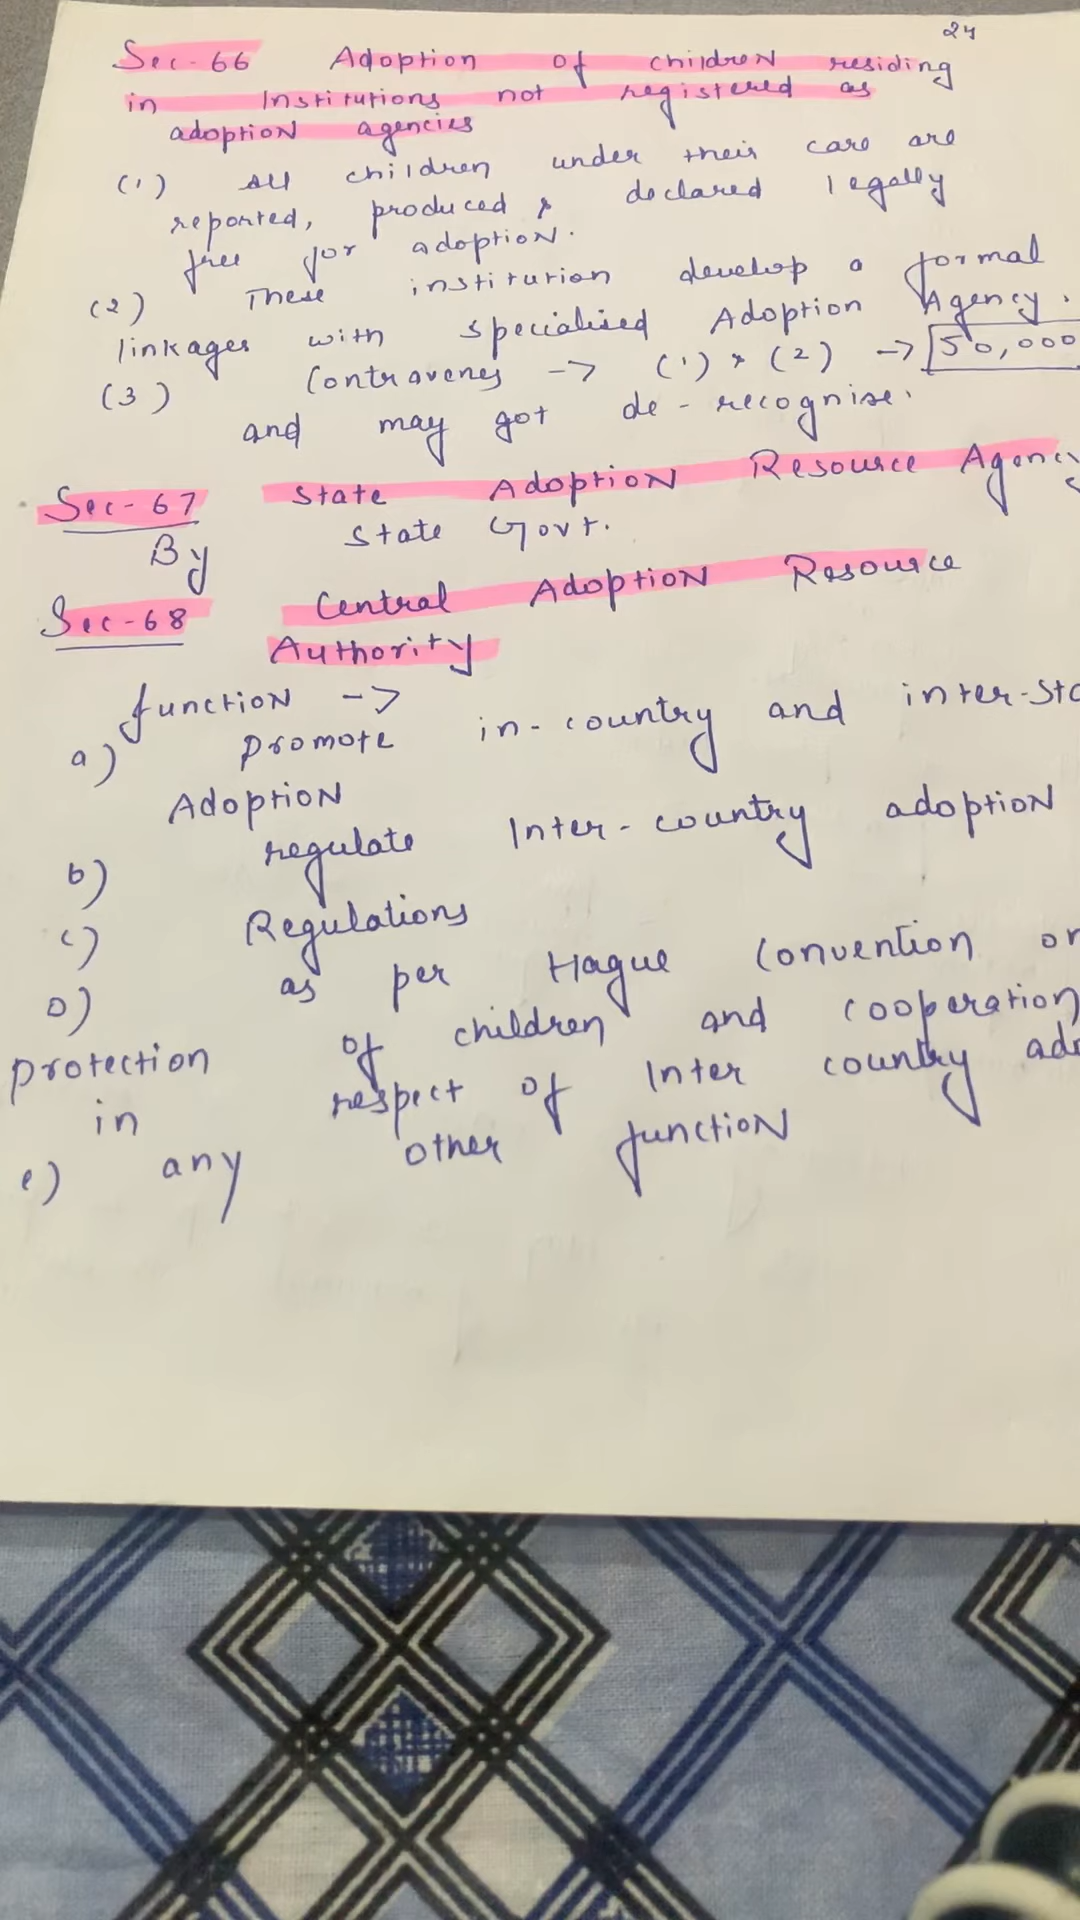 24
Sec-66 Adoption of children residing
in Institutions not registered as
adoption agencies
(1) All children under their care are
reported, produced & declared legally
free for adoption.
(2) These institution develop a formal
linkages with specialised Adoption Agency.
(3) Contravenes -> (1) & (2) -> 50,000
and may got de-recognise.
Sec-67 State Adoption Resource Agency
By State Govt.
Sec-68 Central Adoption Resource
Authority
function ->
a) promote in-country and inter-sta
Adoption
b) regulate Inter-country adoption
c) Regulations
D) as per Hague Convention on
protection of children and cooperation
in respect of Inter country ado
e) any other function